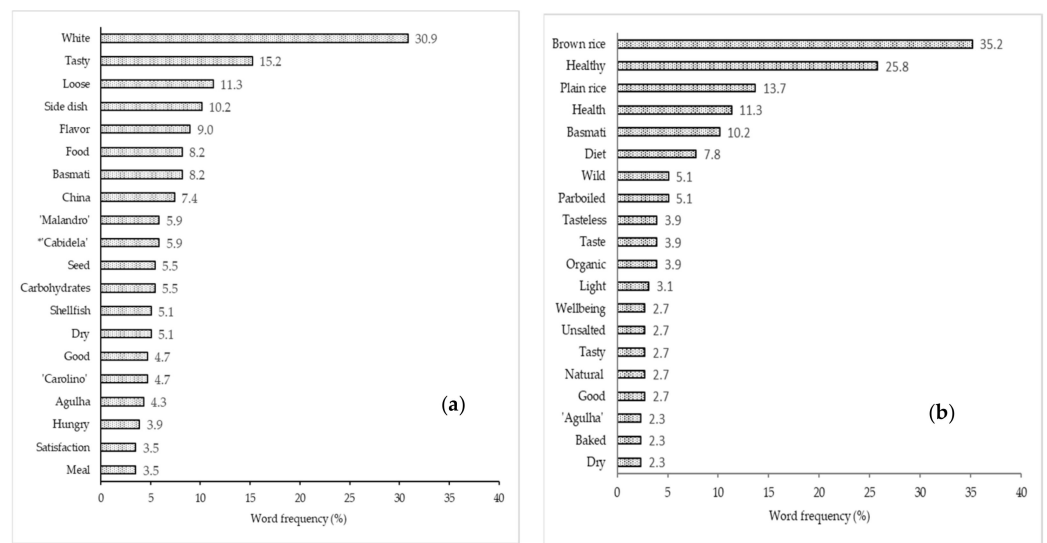 White 30.9
Tasty 15.2
Loose 11.3
Side dish 10.2
Flavor 9.0
Food 8.2
Basmati 8.2
China 7.4
'Malandro' 5.9
*'Cabidela' 5.9
Seed 5.5
Carbohydrates 5.5
Shellfish 5.1
Dry 5.1
Good 4.7
'Carolino' 4.7
Agulha 4.3
Hungry 3.9
Satisfaction 3.5
Meal 3.5
(a)
0 5 10 15 20 25 30 35 40
Word frequency (%)
Brown rice 35.2
Healthy 25.8
Plain rice 13.7
Health 11.3
Basmati 10.2
Diet 7.8
Wild 5.1
Parboiled 5.1
Tasteless 3.9
Taste 3.9
Organic 3.9
Light 3.1
Wellbeing 2.7
Unsalted 2.7
Tasty 2.7
Natural 2.7
Good 2.7
'Agulha' 2.3
Baked 2.3
Dry 2.3
(b)
0 5 10 15 20 25 30 35 40
Word frequency (%)